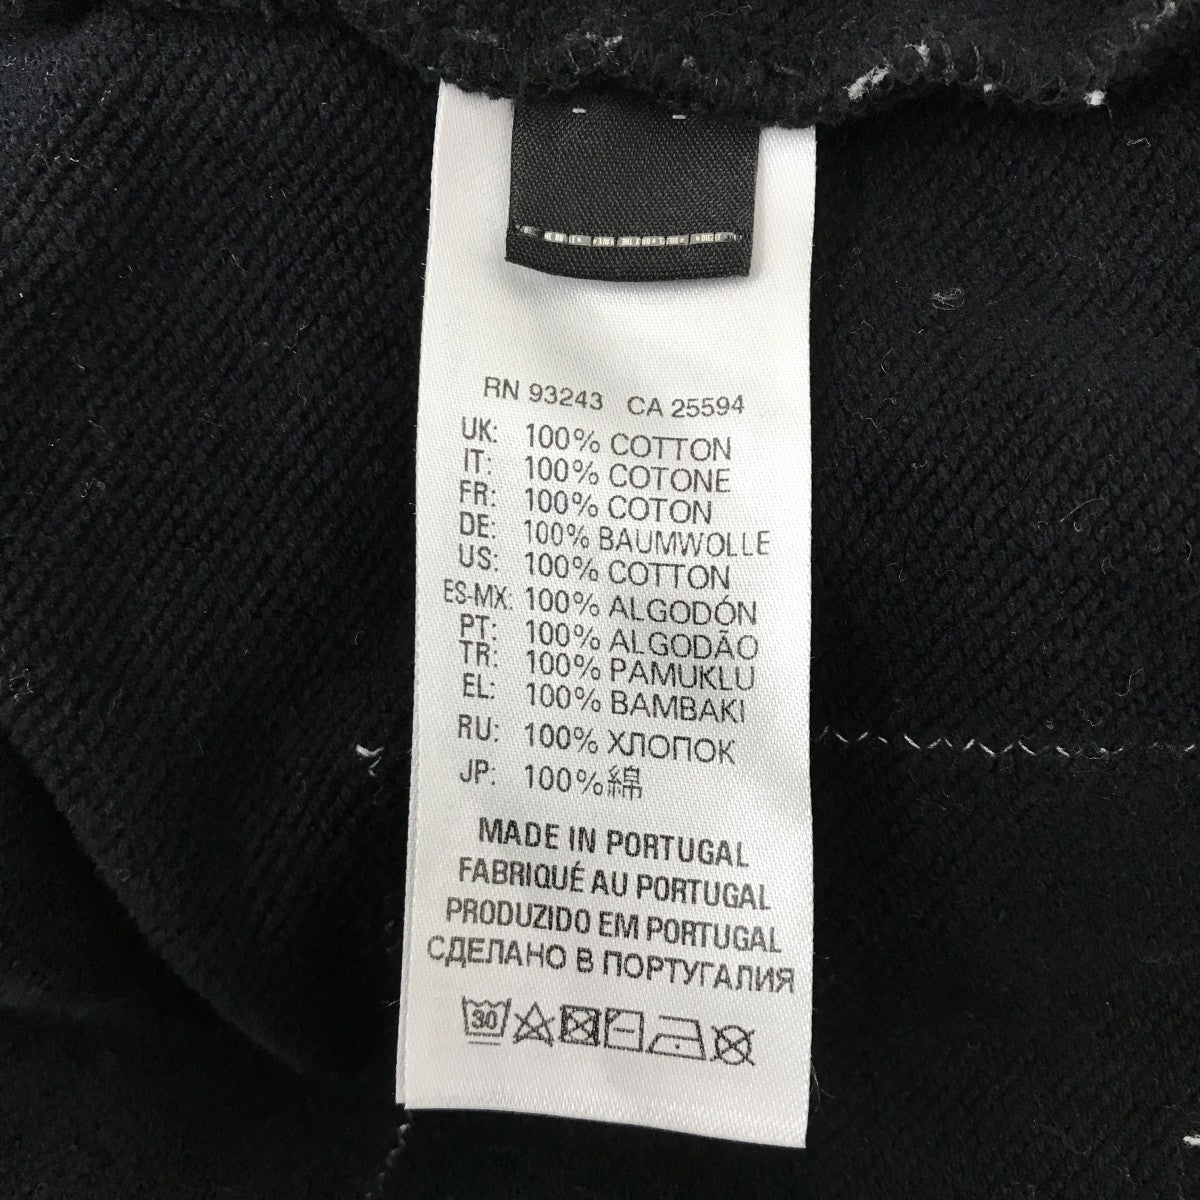 RN 93243 CA 25594
UK: 100% COTTON
IT: 100% COTONE
FR: 100% COTON
DE: 100% BAUMWOLLE
US: 100% COTTON
ES-MX: 100% ALGODÓN
PT: 100% ALGODÃO
TR: 100% PAMUKLU
EL: 100% BAMBAKI
RU: 100% ХЛОПОК
JP: 100%綿
MADE IN PORTUGAL
FABRIQUÉ AU PORTUGAL
PRODUZIDO EM PORTUGAL
СДЕЛАНО В ПОРТУГАЛИЯ
30